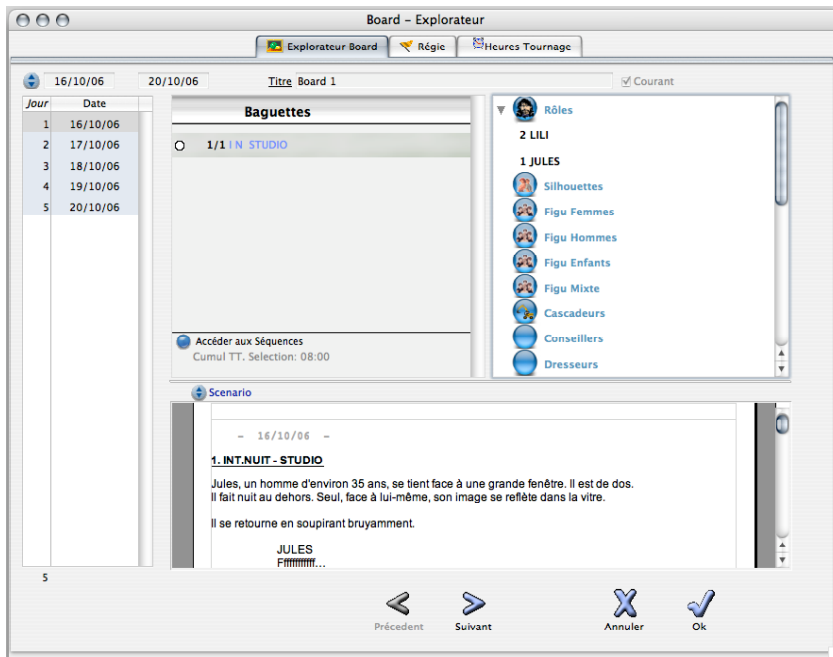 Board – Explorateur
Explorateur Board
Régie
Heures Tournage
16/10/06 20/10/06 Titre Board 1 Courant
Jour Date
1 16/10/06
2 17/10/06
3 18/10/06
4 19/10/06
5 20/10/06
5
Baguettes
1/1 IN STUDIO
Accéder aux Séquences
Cumul TT. Selection: 08:00
Rôles
2 LILI
1 JULES
Silhouettes
Figu Femmes
Figu Hommes
Figu Enfants
Figu Mixte
Cascadeurs
Conseillers
Dresseurs
Scenario
– 16/10/06 –
1. INT.NUIT - STUDIO
Jules, un homme d'environ 35 ans, se tient face à une grande fenêtre. Il est de dos.
Il fait nuit au dehors. Seul, face à lui-même, son image se reflète dans la vitre.
Il se retourne en soupirant bruyamment.
JULES
Ffffffffffff...
Précedent
Suivant
Annuler
Ok